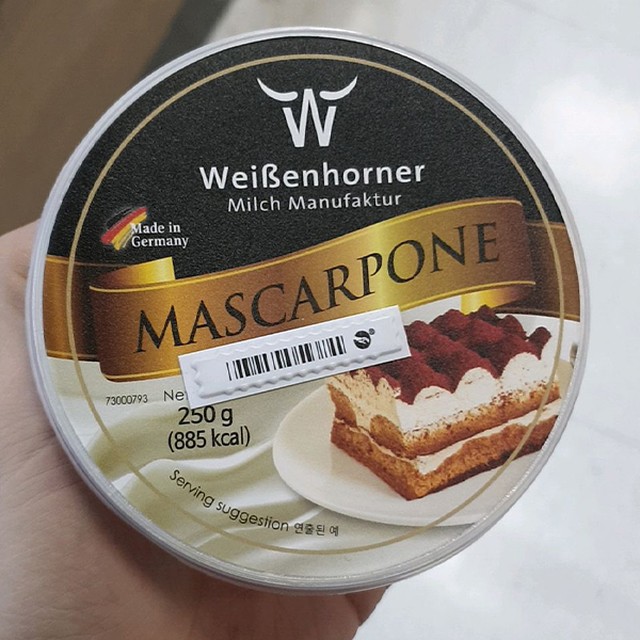 W
Weißenhorner
Milch Manufaktur
Made in
Germany
MASCARPONE
73000793
250 g
(885 kcal)
Serving suggestion 연출된 예